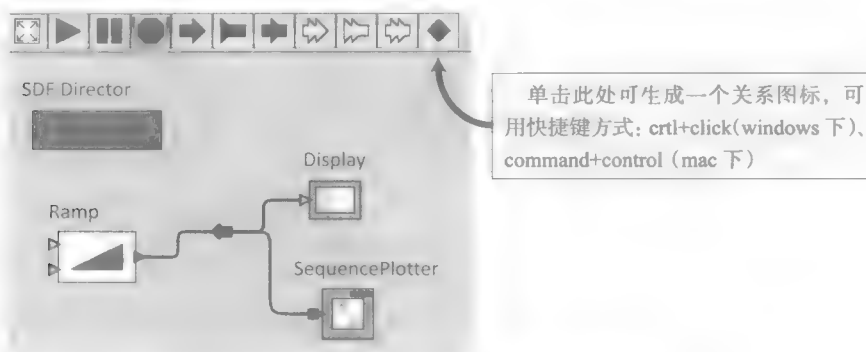 SDF Director
单击此处可生成一个关系图标，可
用快捷键方式：crtl+click(windows 下)、
command+control（mac 下）
Display
Ramp
SequencePlotter